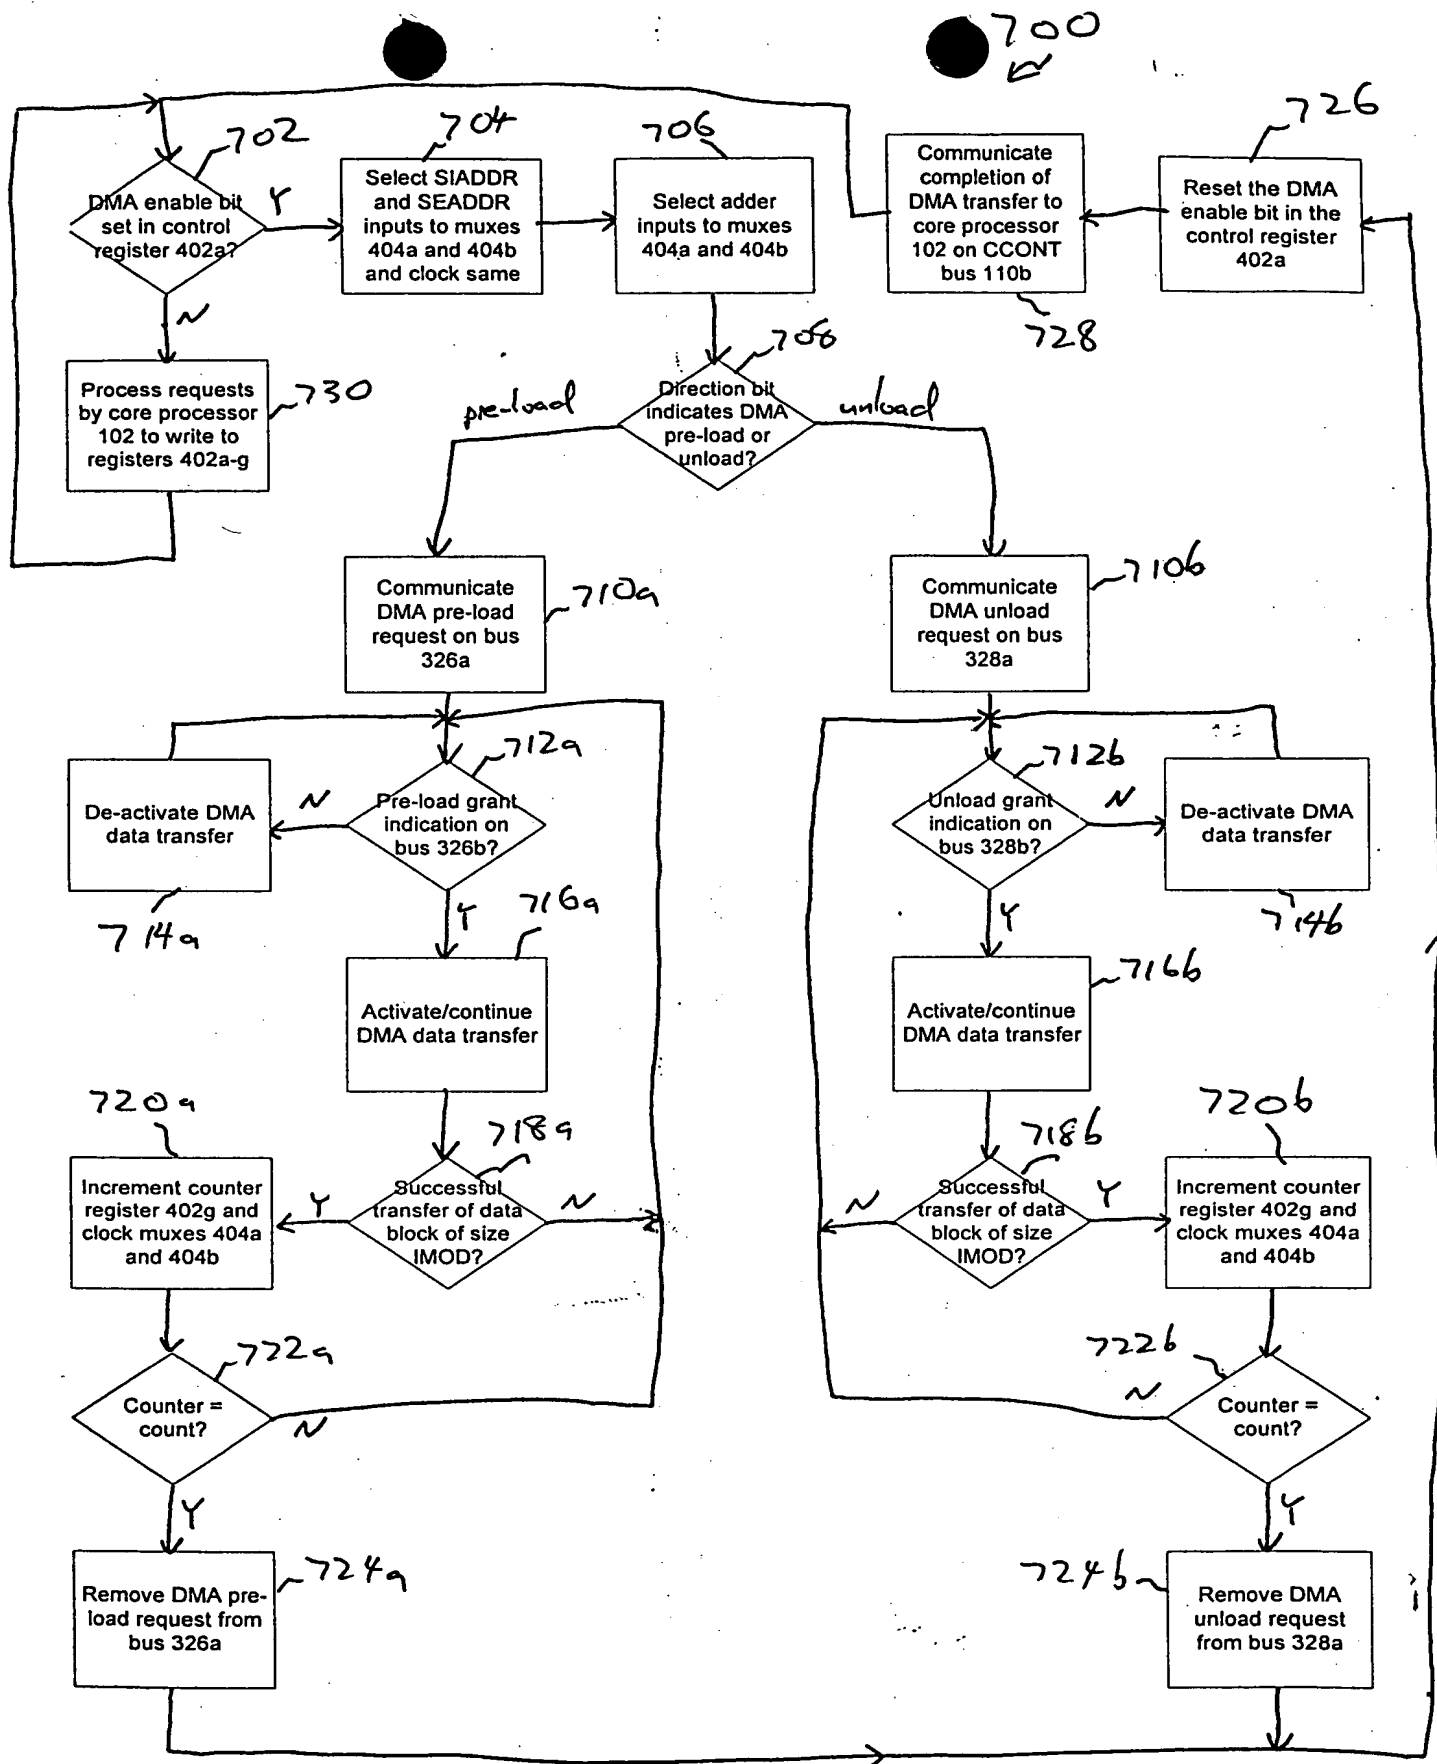 700
702
DMA enable bit
set in control
register 402a?
Y
N
704
Select SIADDR
and SEADDR
inputs to muxes
404a and 404b
and clock same
706
Select adder
inputs to muxes
404a and 404b
Communicate
completion of
DMA transfer to
core processor
102 on CCONT
bus 110b
728
726
Reset the DMA
enable bit in the
control register
402a
Process requests
by core processor
102 to write to
registers 402a-g
730
708
Direction bit
indicates DMA
pre-load or
unload?
pre-load
unload
Communicate
DMA pre-load
request on bus
326a
710a
Communicate
DMA unload
request on bus
328a
710b
De-activate DMA
data transfer
714a
N
712a
Pre-load grant
indication on
bus 326b?
Y
712b
Unload grant
indication on
bus 328b?
N
Y
De-activate DMA
data transfer
714b
716a
Activate/continue
DMA data transfer
716b
Activate/continue
DMA data transfer
720a
Increment counter
register 402g and
clock muxes 404a
and 404b
Y
718a
Successful
transfer of data
block of size
IMOD?
N
N
718b
Successful
transfer of data
block of size
IMOD?
Y
720b
Increment counter
register 402g and
clock muxes 404a
and 404b
722a
Counter =
count?
N
Y
722b
N
Counter =
count?
Y
724a
Remove DMA pre-
load request from
bus 326a
724b
Remove DMA
unload request
from bus 328a